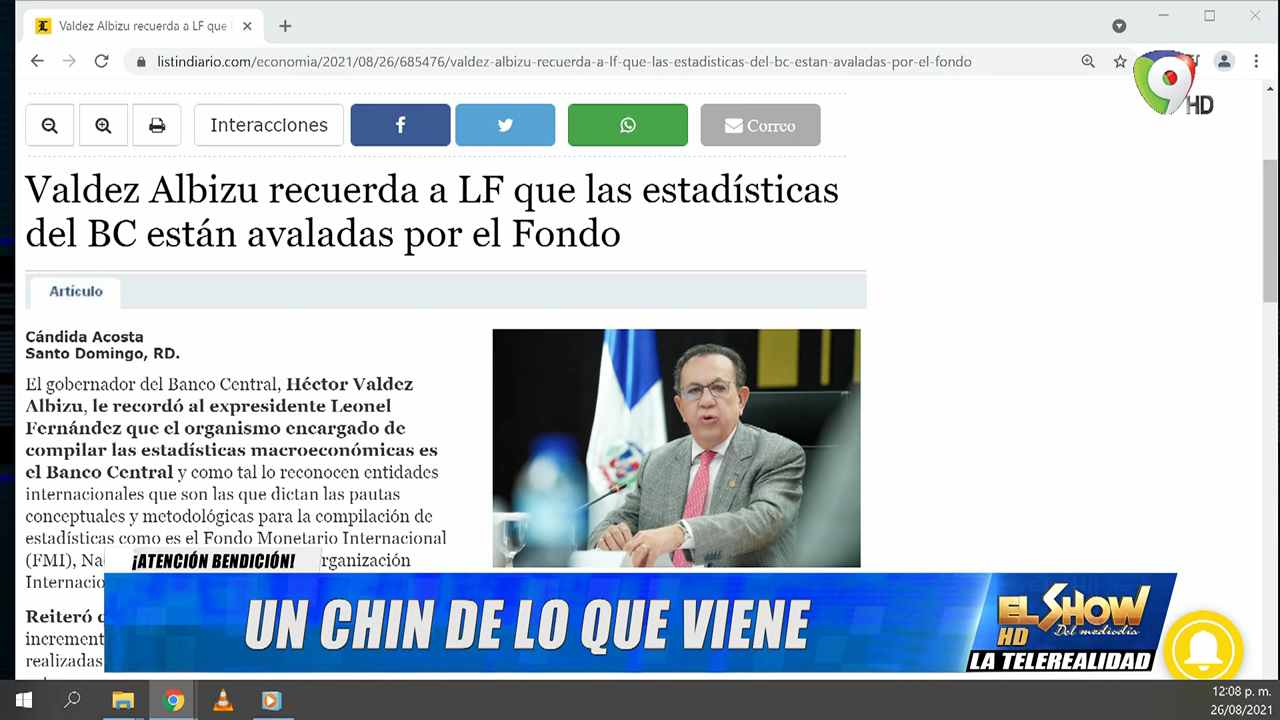 Valdez Albizu recuerda a LF que l
listindiario.com/economia/2021/08/26/685476/valdez-albizu-recuerda-a-lf-que-las-estadisticas-del-bc-estan-avaladas-por-el-fondo
9
HD
Interacciones
Correo
Valdez Albizu recuerda a LF que las estadísticas
del BC están avaladas por el Fondo
Artículo
Cándida Acosta
Santo Domingo, RD.
El gobernador del Banco Central, Héctor Valdez
Albizu, le recordó al expresidente Leonel
Fernández que el organismo encargado de
compilar las estadísticas macroeconómicas es
el Banco Central y como tal lo reconocen entidades
internacionales que son las que dictan las pautas
conceptuales y metodológicas para la compilación de
estadísticas como es el Fondo Monetario Internacional
(FMI), Na rganización
Internacio
Reiteró
increment
realizadas
¡ATENCIÓN BENDICIÓN!
UN CHIN DE LO QUE VIENE
EL SHOW
HD Del mediodía
LA TELEREALIDAD
12:08 p. m.
26/08/2021